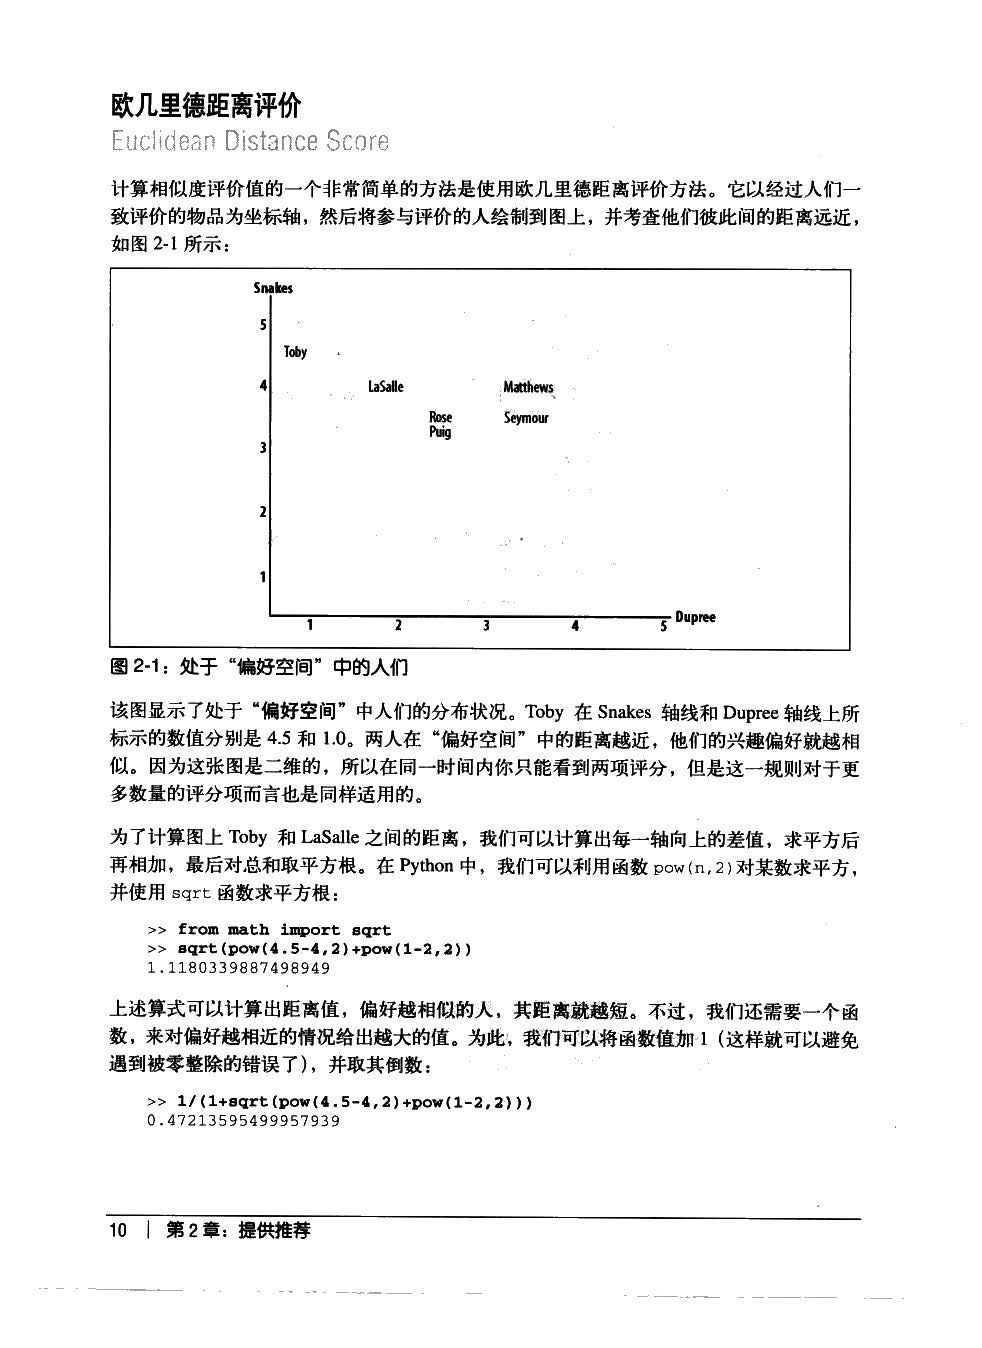 欧几里德距离评价
Euclidean Distance Score
计算相似度评价值的一个非常简单的方法是使用欧几里德距离评价方法。它以经过人们一
致评价的物品为坐标轴，然后将参与评价的人绘制到图上，并考查他们彼此间的距离远近，
如图 2-1 所示：
Snakes
5
Toby
4
LaSalle
Matthews
Rose
Seymour
Puig
3
2
1
Dupree
1 2 3 4 5
图 2-1：处于“偏好空间”中的人们
该图显示了处于“偏好空间”中人们的分布状况。Toby 在 Snakes 轴线和 Dupree 轴线上所
标示的数值分别是 4.5 和 1.0。两人在“偏好空间”中的距离越近，他们的兴趣偏好就越相
似。因为这张图是二维的，所以在同一时间内你只能看到两项评分，但是这一规则对于更
多数量的评分项而言也是同样适用的。
为了计算图上 Toby 和 LaSalle 之间的距离，我们可以计算出每一轴向上的差值，求平方后
再相加，最后对总和取平方根。在 Python 中，我们可以利用函数 pow(n,2)对某数求平方，
并使用 sqrt 函数求平方根：
>> from math import sqrt
>> sqrt(pow(4.5-4,2)+pow(1-2,2))
1.1180339887498949
上述算式可以计算出距离值，偏好越相似的人，其距离就越短。不过，我们还需要一个函
数，来对偏好越相近的情况给出越大的值。为此，我们可以将函数值加 1（这样就可以避免
遇到被零整除的错误了），并取其倒数：
>> 1/(1+sqrt(pow(4.5-4,2)+pow(1-2,2)))
0.47213595499957939
10 | 第 2 章：提供推荐